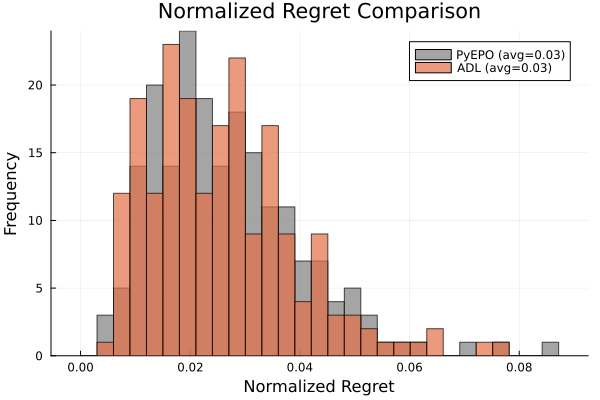 Normalized Regret Comparison
PyEPO (avg=0.03)
ADL (avg=0.03)
Frequency
20
15
10
5
0
0.00
0.02
0.04
0.06
0.08
Normalized Regret